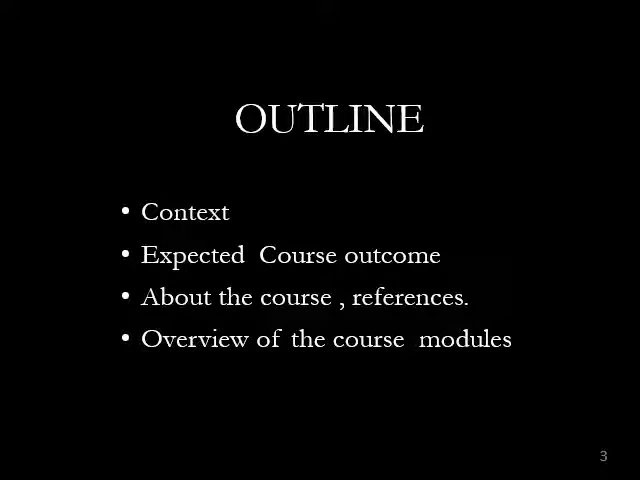 OUTLINE
• Context
• Expected Course outcome
• About the course , references.
• Overview of the course modules
3